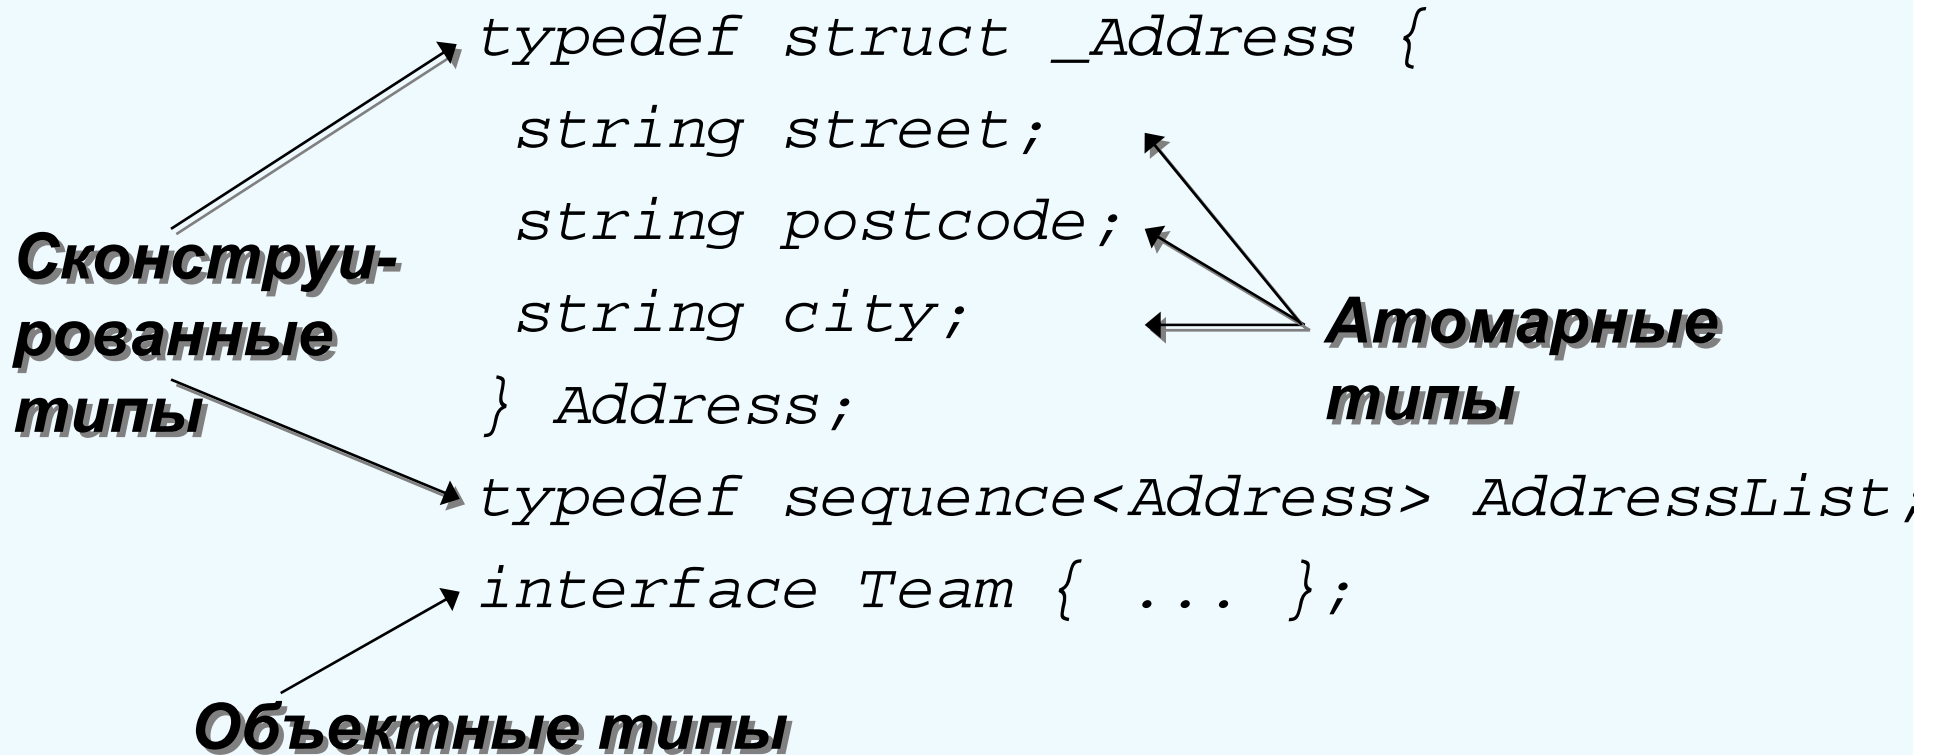 typedef struct _Address {
string street;
string postcode;
string city;
} Address;
typedef sequence<Address> AddressList;
interface Team { ... };
Сконструи-
рованные
типы
Атомарные
типы
Объектные типы